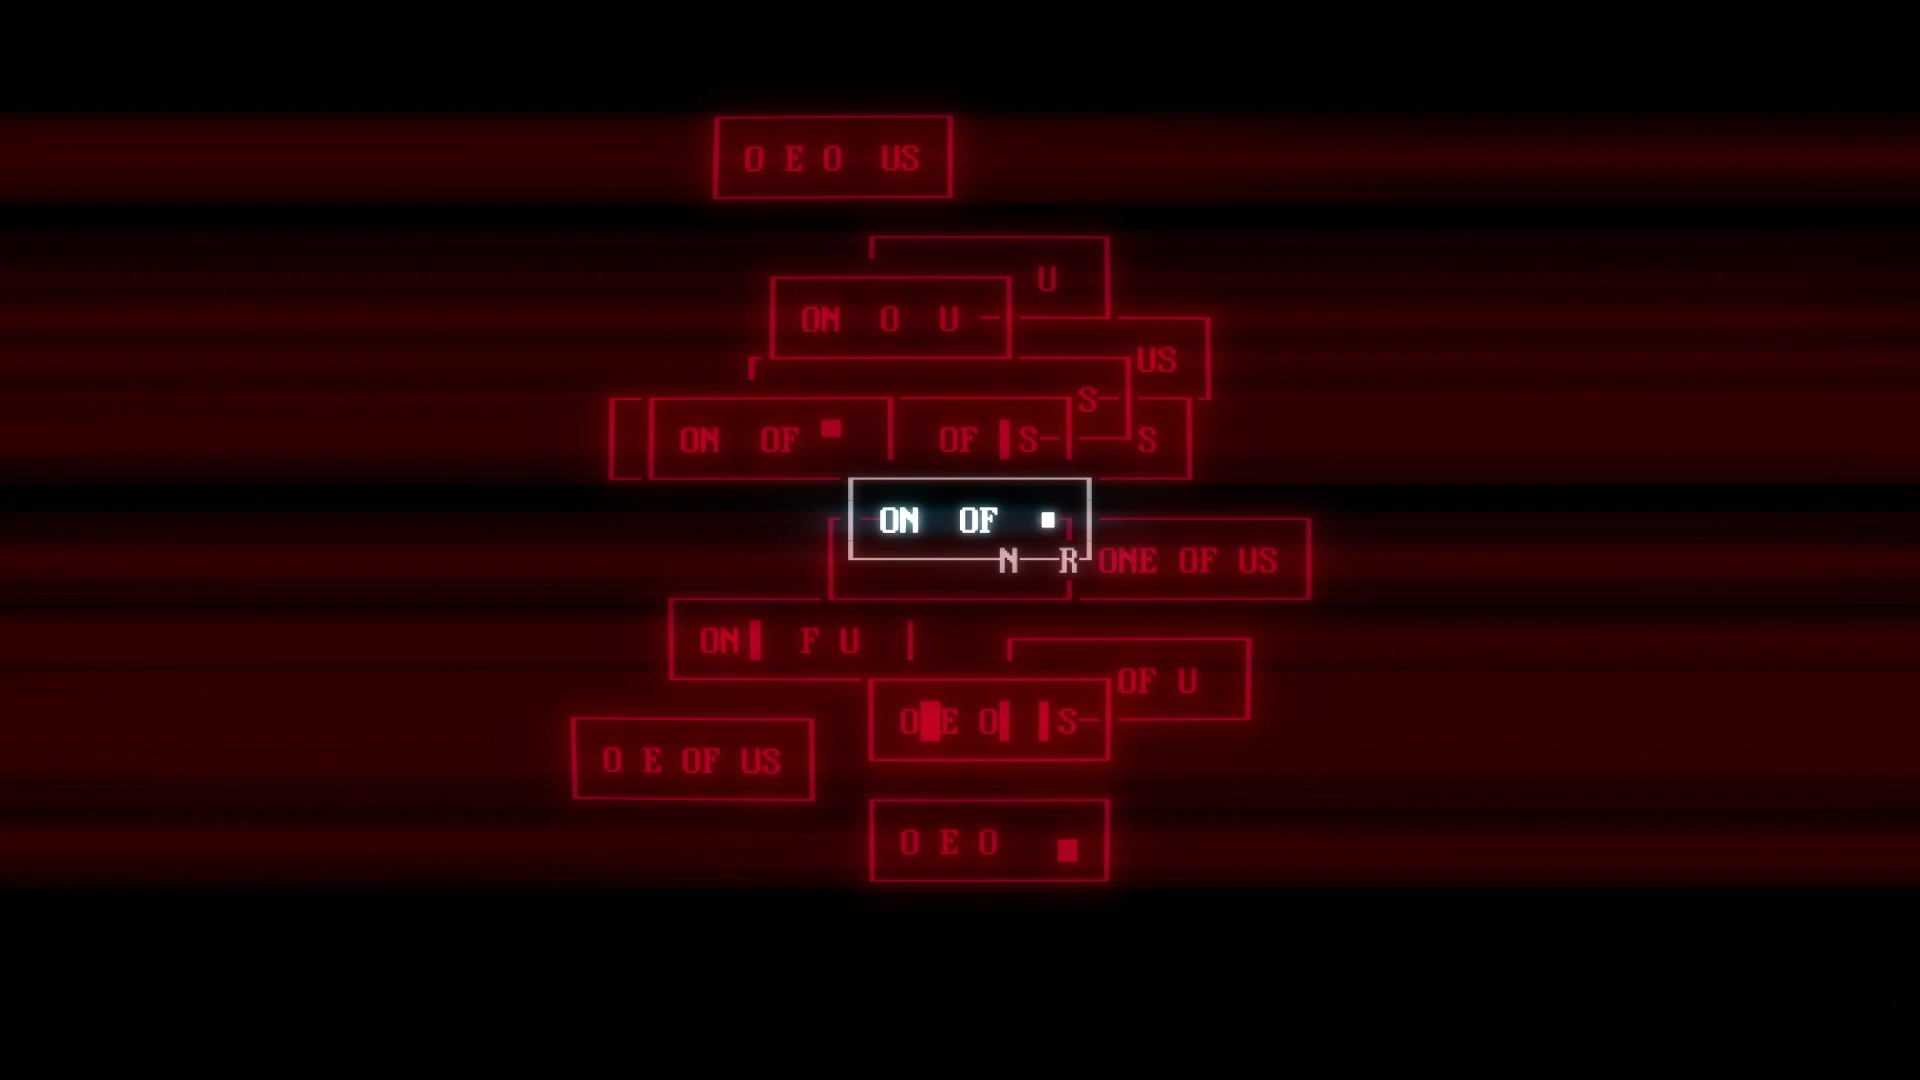 O E O US
U
ON O U
US
S
ON OF
OF S
S
ON OF
N R
ONE OF US
ON F U
OF U
O E O S
O E OF US
O E O